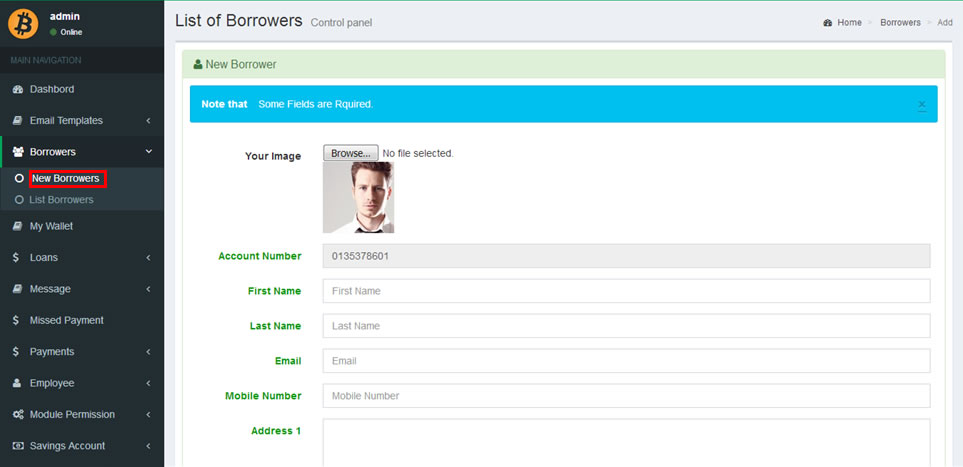 admin
Online
MAIN NAVIGATION
Dashbord
Email Templates
Borrowers
New Borrowers
List Borrowers
My Wallet
Loans
Message
Missed Payment
Payments
Employee
Module Permission
Savings Account
List of Borrowers Control panel
Home > Borrowers > Add
New Borrower
Note that Some Fields are Rquired. ×
Your Image Browse... No file selected.
Account Number 0135378601
First Name First Name
Last Name Last Name
Email Email
Mobile Number Mobile Number
Address 1